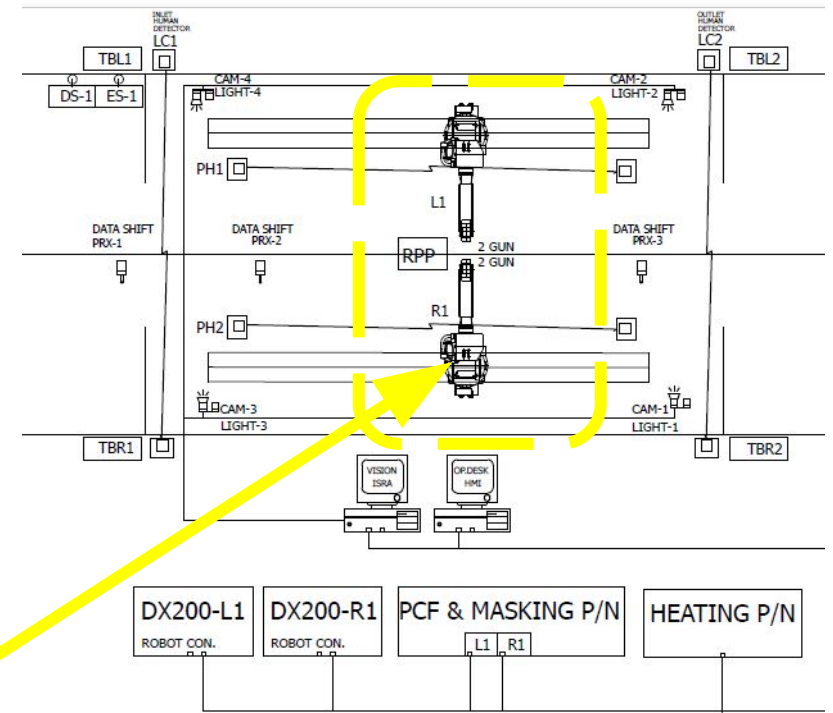 INLET
HUMAN
DETECTOR
LC1
OUTLET
HUMAN
DETECTOR
LC2
TBL1
TBL2
DS-1
ES-1
CAM-4
LIGHT-4
CAM-2
LIGHT-2
PH1
L1
DATA SHIFT
PRX-1
DATA SHIFT
PRX-2
RPP
2 GUN
2 GUN
DATA SHIFT
PRX-3
R1
PH2
CAM-3
LIGHT-3
CAM-1
LIGHT-1
TBR1
TBR2
VISION
ISRA
OP.DESK
HMI
DX200-L1
ROBOT CON.
DX200-R1
ROBOT CON.
PCF & MASKING P/N
L1
R1
HEATING P/N